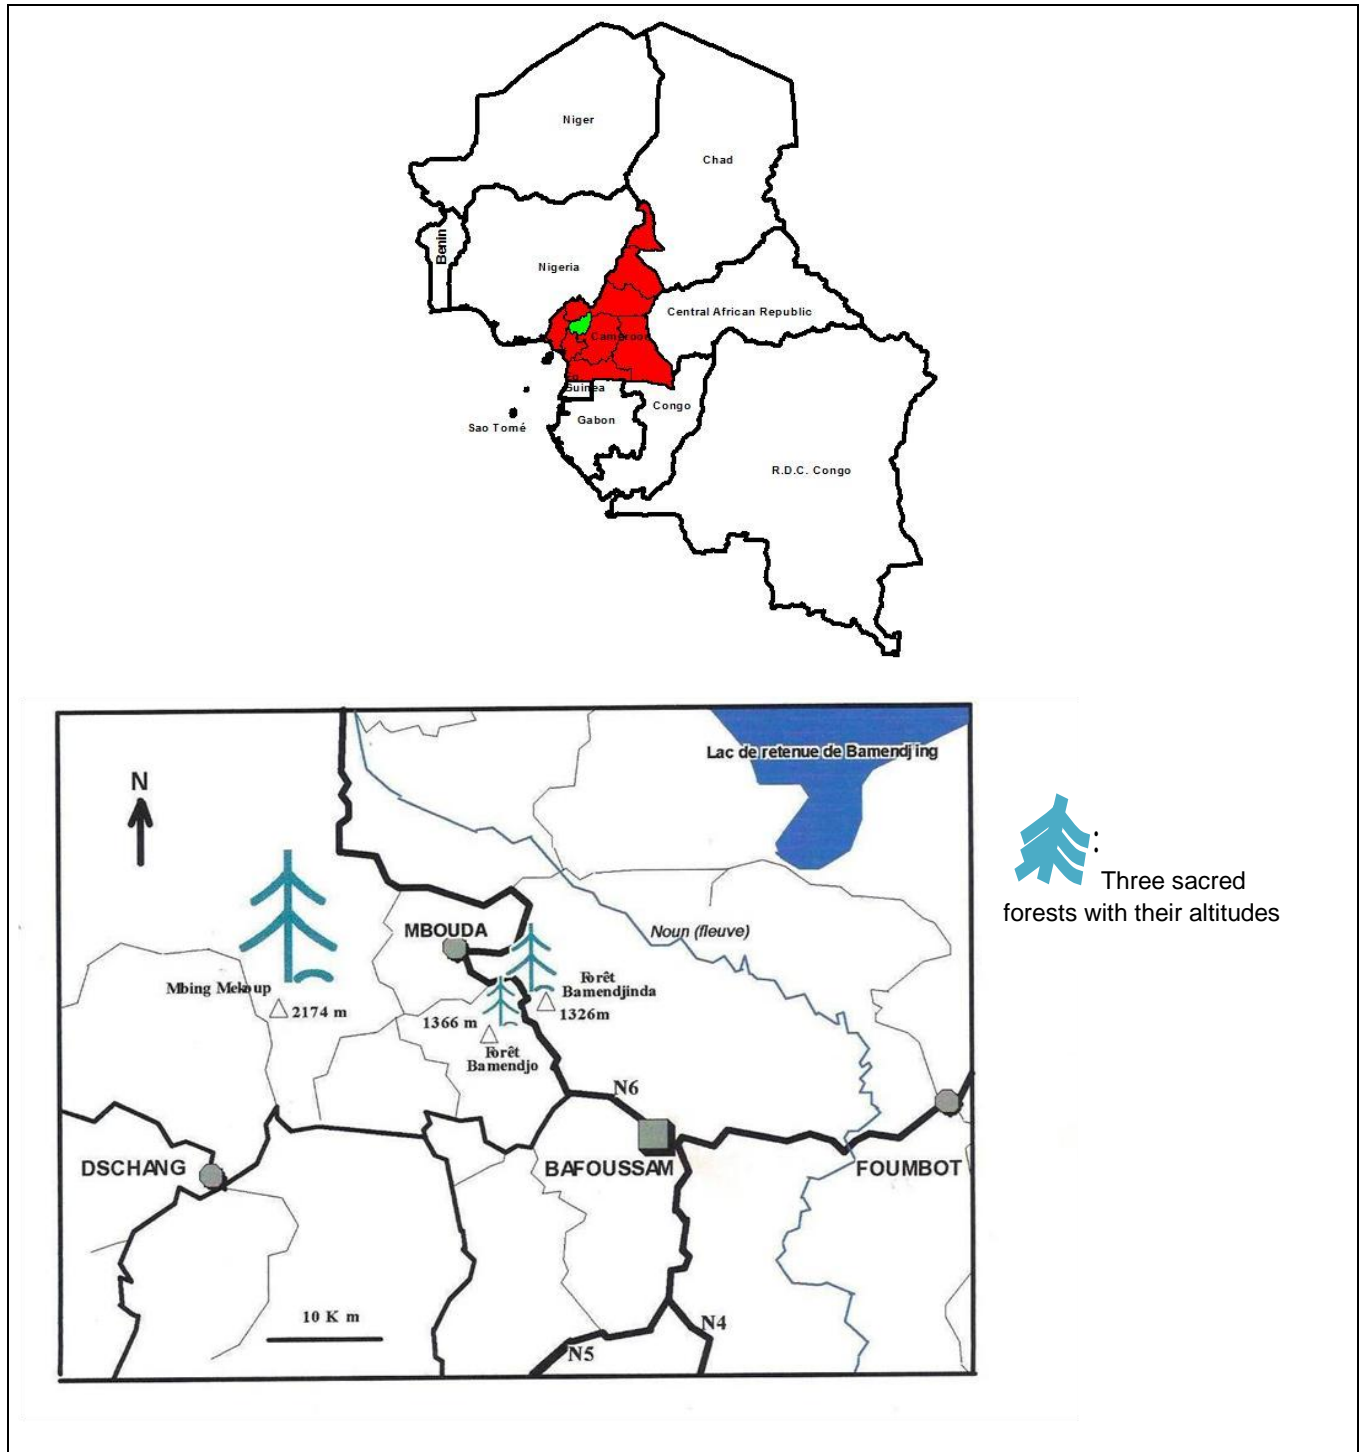 Niger
Chad
Benin
Nigeria
Central African Republic
Cameroon
Guinea
Congo
Gabon
Sao Tomé
R.D.C. Congo
Lac de retenue de Bamendjing
N
:
Three sacred
forests with their altitudes
MBOUDA
Noun (fleuve)
Mbing Mekoup
2174 m
Forêt
Bamendjinda
1326m
1366 m
Forêt
Bamendjo
N6
DSCHANG
BAFOUSSAM
FOUMBOT
10 K m
N4
N5